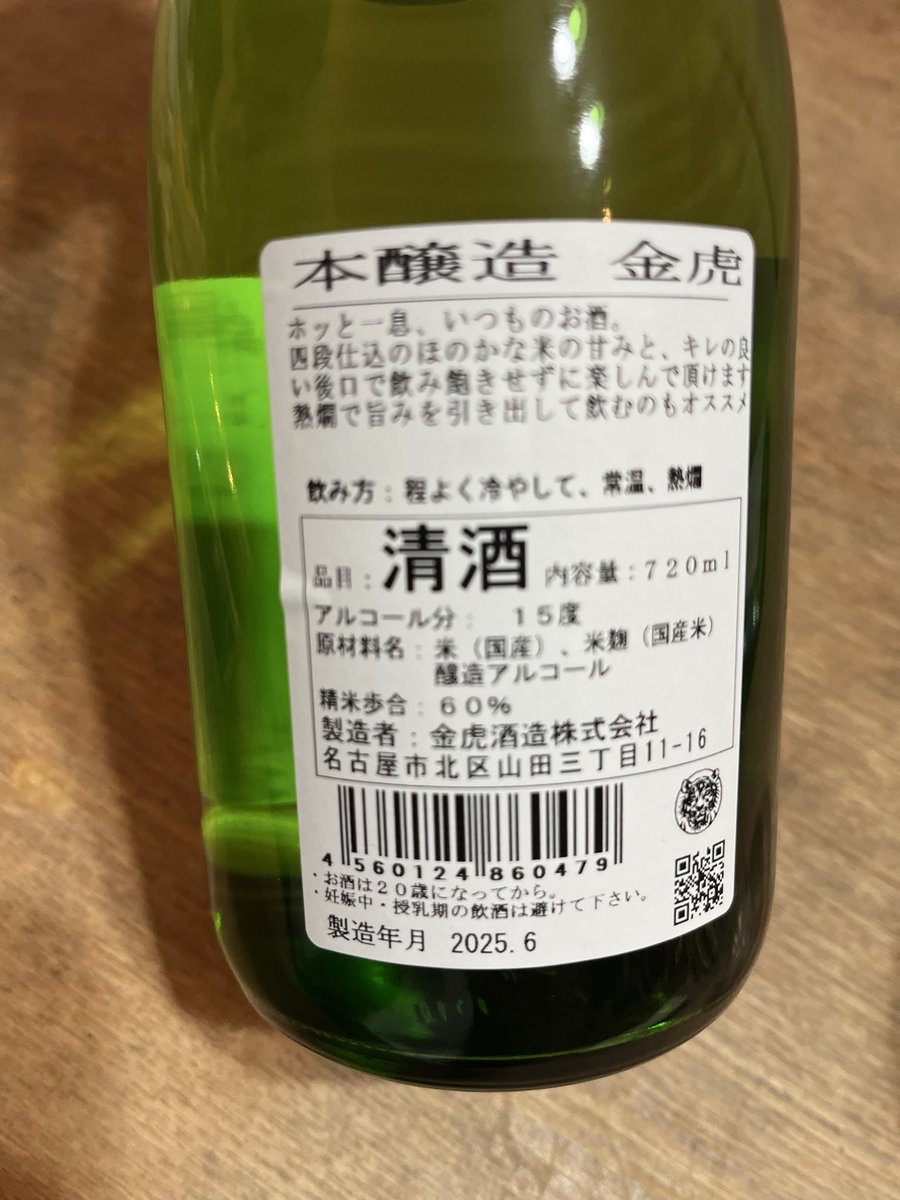 本醸造　金虎
ホッと一息、いつものお酒。
四段仕込のほのかな米の甘みと、キレの良
い後口で飲み飽きせずに楽しんで頂けます
熱燗で旨みを引き出して飲むのもオススメ
飲み方：程よく冷やして、常温、熱燗
品目：清酒 内容量：720ml
アルコール分：　15度
原材料名：米（国産）、米麹（国産米）
醸造アルコール
精米歩合：60%
製造者：金虎酒造株式会社
名古屋市北区山田三丁目11-16
4 560124 860479
・お酒は20歳になってから。
・妊娠中・授乳期の飲酒は避けて下さい。
製造年月　2025.6